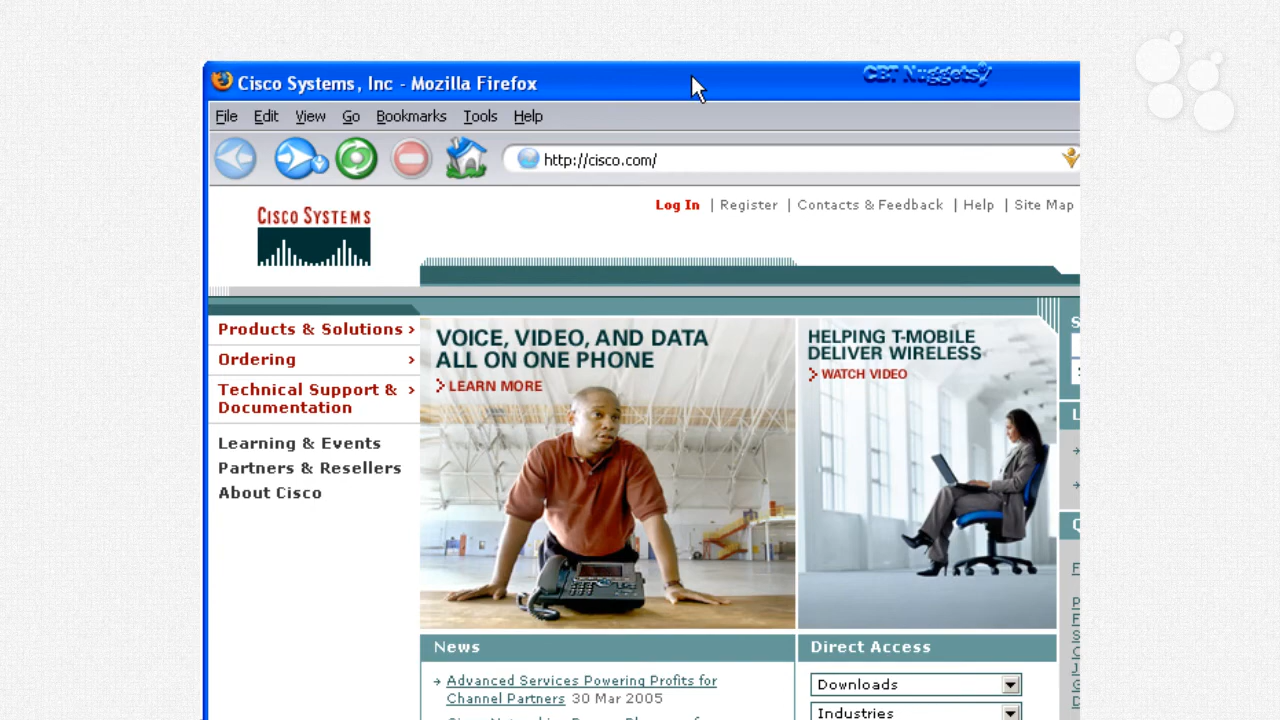 Cisco Systems, Inc - Mozilla Firefox
CBT Nuggets
File Edit View Go Bookmarks Tools Help
http://cisco.com/
CISCO SYSTEMS
Log In | Register | Contacts & Feedback | Help | Site Map
Products & Solutions ›
Ordering ›
Technical Support & ›
Documentation
Learning & Events
Partners & Resellers
About Cisco
VOICE, VIDEO, AND DATA
ALL ON ONE PHONE
LEARN MORE
HELPING T-MOBILE
DELIVER WIRELESS
WATCH VIDEO
News
Advanced Services Powering Profits for
Channel Partners 30 Mar 2005
Direct Access
Downloads
Industries